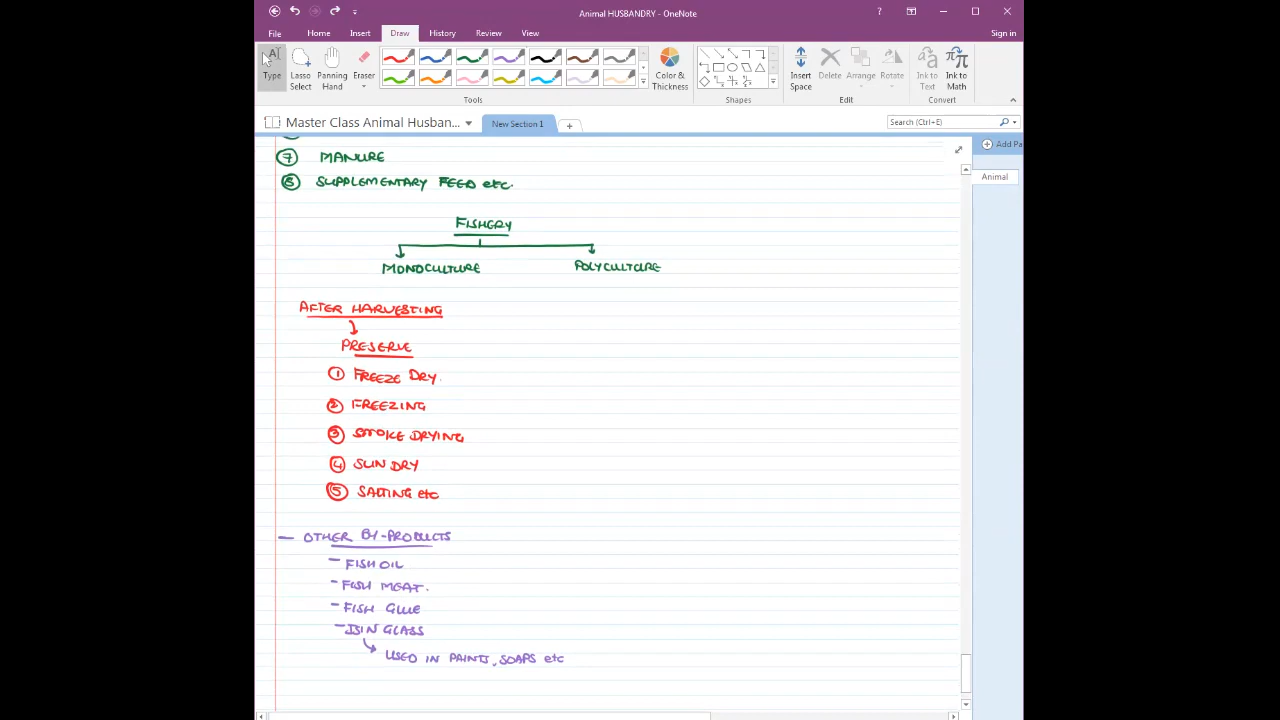 Animal HUSBANDRY - OneNote
?
File Home Insert Draw History Review View Sign in
Type Lasso Select Panning Hand Eraser Color & Thickness Insert Space Delete Arrange Rotate Ink to Text Ink to Math
Tools Shapes Edit Convert
Master Class Animal Husban... New Section 1 + Search (Ctrl+E)
Add Pa
Animal
7 MANURE
8 SUPPLEMENTARY FEED etc.
FISHERY
MONOCULTURE POLYCULTURE
AFTER HARVESTING
PRESERVE
1 FREEZE DRY.
2 FREEZING
3 SMOKE DRYING
4 SUN DRY
5 SALTING etc
- OTHER BY-PRODUCTS
- FISH OIL
- FISH MEAT.
- FISH GLUE
- ISIN GLASS
USED IN PAINTS, SOAPS etc